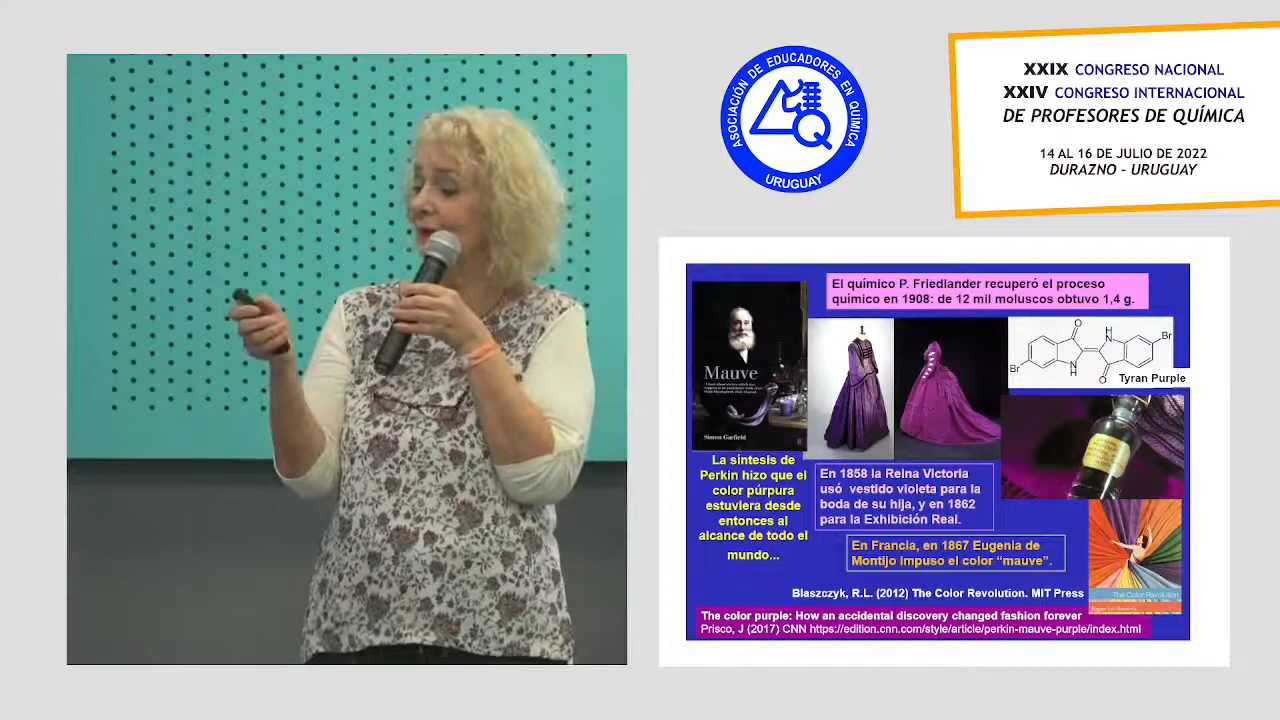 ASOCIACIÓN DE EDUCADORES EN QUÍMICA
URUGUAY
XXIX CONGRESO NACIONAL
XXIV CONGRESO INTERNACIONAL
DE PROFESORES DE QUÍMICA
14 AL 16 DE JULIO DE 2022
DURAZNO - URUGUAY
El químico P. Friedlander recuperó el proceso
químico en 1908: de 12 mil moluscos obtuvo 1,4 g.
Mauve
Simon Garfield
O
H
N
Br
Br
N
H
O
Tyran Purple
La síntesis de
Perkin hizo que el
color púrpura
estuviera desde
entonces al
alcance de todo el
mundo...
En 1858 la Reina Victoria
usó vestido violeta para la
boda de su hija, y en 1862
para la Exhibición Real.
En Francia, en 1867 Eugenia de
Montijo impuso el color “mauve”.
The Color Revolution
Blaszczyk, R.L. (2012) The Color Revolution. MIT Press
The color purple: How an accidental discovery changed fashion forever
Prisco, J (2017) CNN https://edition.cnn.com/style/article/perkin-mauve-purple/index.html